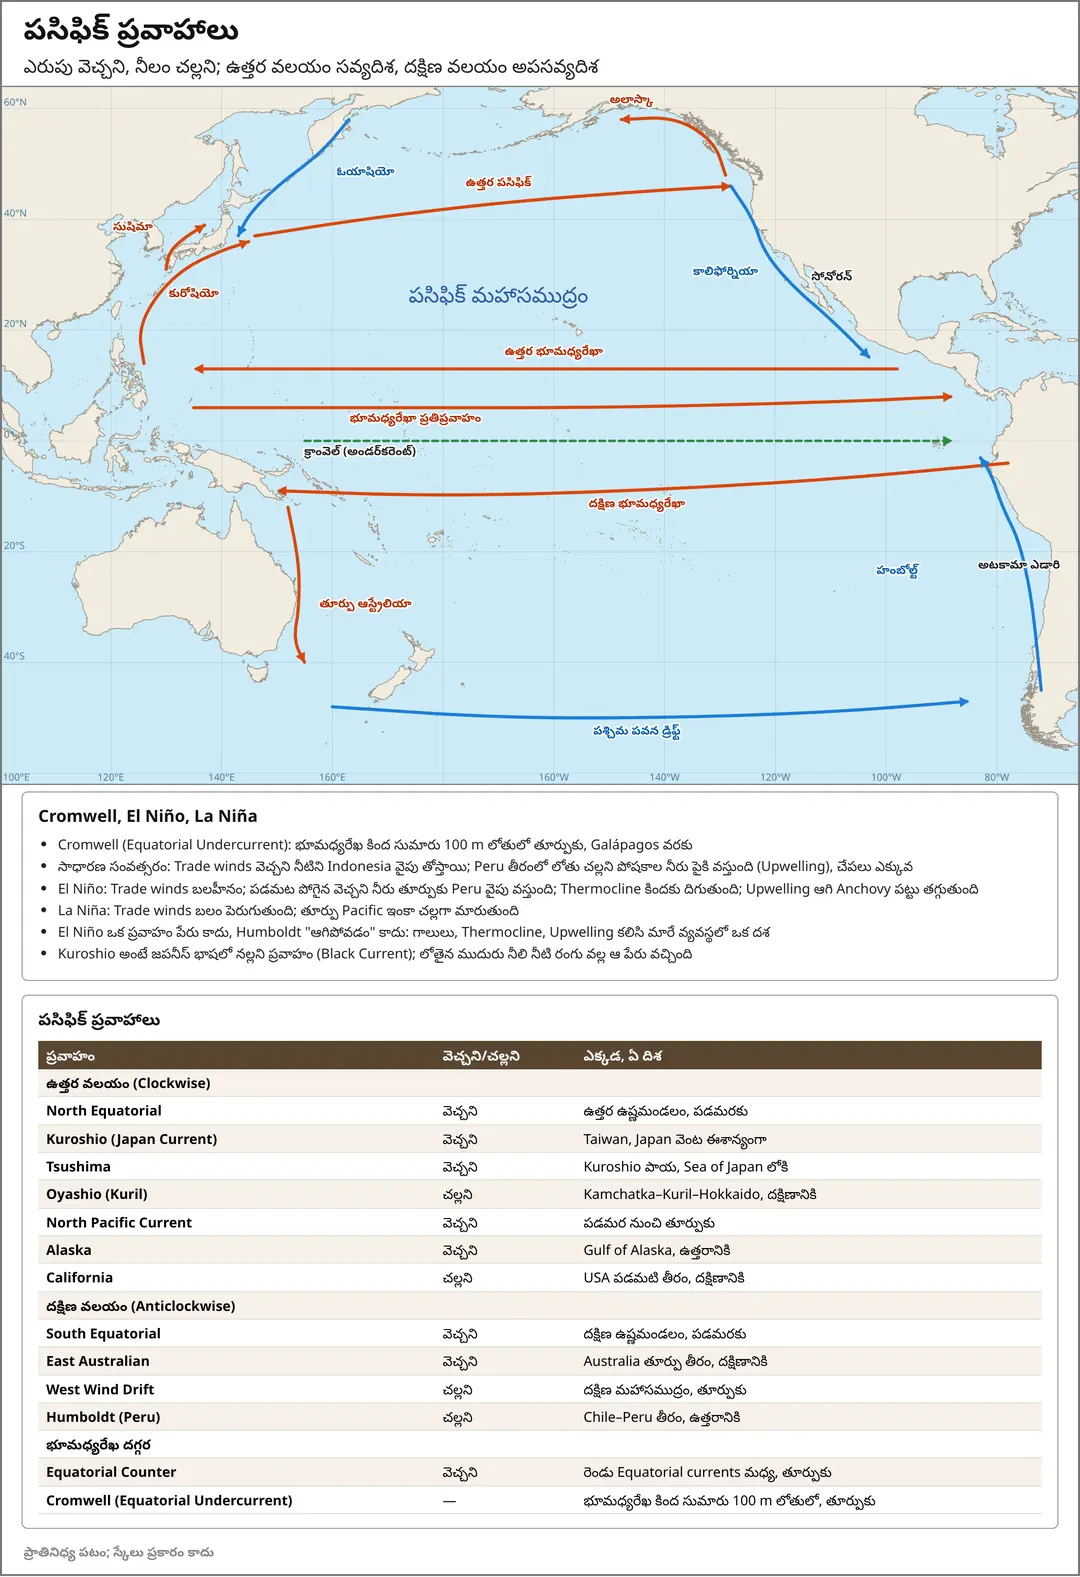 పసిఫిక్ ప్రవాహాలు
ఎరుపు వెచ్చని, నీలం చల్లని; ఉత్తర వలయం సవ్యదిశ, దక్షిణ వలయం అపసవ్యదిశ
60°N
అలాస్కా
ఓయాషియో
ఉత్తర పసిఫిక్
40°N
సుషిమా
కాలిఫోర్నియా
సోనోరన్
కురోషియో
పసిఫిక్ మహాసముద్రం
20°N
ఉత్తర భూమధ్యరేఖా
భూమధ్యరేఖా ప్రతిప్రవాహం
0°
క్రాంవెల్ (అండర్‌కరెంట్)
దక్షిణ భూమధ్యరేఖా
20°S
హంబోల్ట్
అటకామా ఎడారి
తూర్పు ఆస్ట్రేలియా
40°S
పశ్చిమ పవన డ్రిఫ్ట్
100°E 120°E 140°E 160°E 160°W 140°W 120°W 100°W 80°W
Cromwell, El Niño, La Niña
• Cromwell (Equatorial Undercurrent): భూమధ్యరేఖ కింద సుమారు 100 m లోతులో తూర్పుకు, Galápagos వరకు
• సాధారణ సంవత్సరం: Trade winds వెచ్చని నీటిని Indonesia వైపు తోస్తాయి; Peru తీరంలో లోతు చల్లని పోషకాల నీరు పైకి వస్తుంది (Upwelling), చేపలు ఎక్కువ
• El Niño: Trade winds బలహీనం; పడమట పోగైన వెచ్చని నీరు తూర్పుకు Peru వైపు వస్తుంది; Thermocline కిందకు దిగుతుంది; Upwelling ఆగి Anchovy పట్టు తగ్గుతుంది
• La Niña: Trade winds బలం పెరుగుతుంది; తూర్పు Pacific ఇంకా చల్లగా మారుతుంది
• El Niño ఒక ప్రవాహం పేరు కాదు, Humboldt "ఆగిపోవడం" కాదు: గాలులు, Thermocline, Upwelling కలిసి మారే వ్యవస్థలో ఒక దశ
• Kuroshio అంటే జపనీస్ భాషలో నల్లని ప్రవాహం (Black Current); లోతైన ముదురు నీలి నీటి రంగు వల్ల ఆ పేరు వచ్చింది
పసిఫిక్ ప్రవాహాలు
ప్రవాహం వెచ్చని/చల్లని ఎక్కడ, ఏ దిశ
ఉత్తర వలయం (Clockwise)
North Equatorial వెచ్చని ఉత్తర ఉష్ణమండలం, పడమరకు
Kuroshio (Japan Current) వెచ్చని Taiwan, Japan వెంట ఈశాన్యంగా
Tsushima వెచ్చని Kuroshio పాయ, Sea of Japan లోకి
Oyashio (Kuril) చల్లని Kamchatka–Kuril–Hokkaido, దక్షిణానికి
North Pacific Current వెచ్చని పడమర నుంచి తూర్పుకు
Alaska వెచ్చని Gulf of Alaska, ఉత్తరానికి
California చల్లని USA పడమటి తీరం, దక్షిణానికి
దక్షిణ వలయం (Anticlockwise)
South Equatorial వెచ్చని దక్షిణ ఉష్ణమండలం, పడమరకు
East Australian వెచ్చని Australia తూర్పు తీరం, దక్షిణానికి
West Wind Drift చల్లని దక్షిణ మహాసముద్రం, తూర్పుకు
Humboldt (Peru) చల్లని Chile–Peru తీరం, ఉత్తరానికి
భూమధ్యరేఖ దగ్గర
Equatorial Counter వెచ్చని రెండు Equatorial currents మధ్య, తూర్పుకు
Cromwell (Equatorial Undercurrent) — భూమధ్యరేఖ కింద సుమారు 100 m లోతులో, తూర్పుకు
ప్రాతినిధ్య పటం; స్కేలు ప్రకారం కాదు